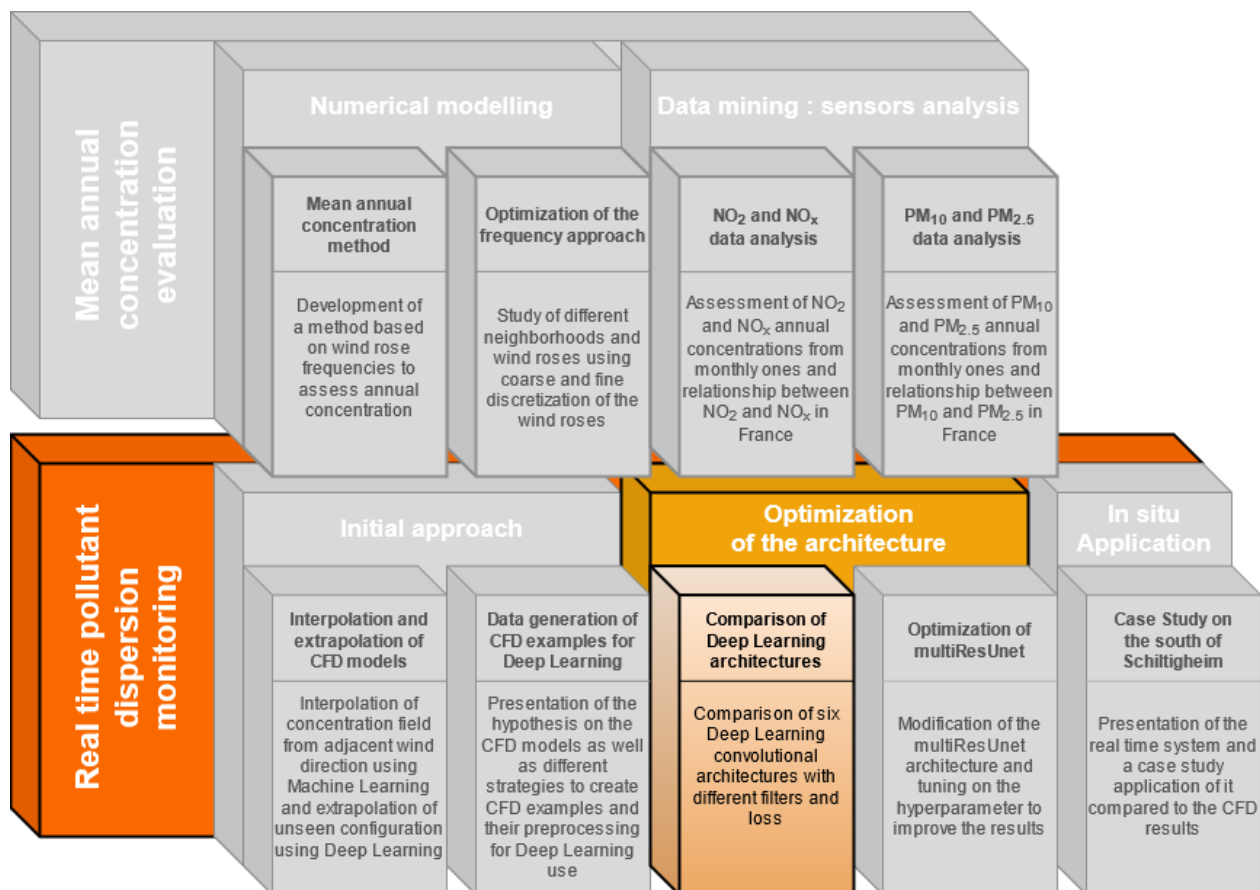 Mean annual
concentration
evaluation
Numerical modelling
Data mining : sensors analysis
Mean annual
concentration
method
Development of
a method based
on wind rose
frequencies to
assess annual
concentration
Optimization of the
frequency approach
Study of different
neighborhoods and
wind roses using
coarse and fine
discretization of the
wind roses
NO₂ and NOₓ
data analysis
Assessment of NO₂
and NOₓ annual
concentrations from
monthly ones and
relationship between
NO₂ and NOₓ in
France
PM₁₀ and PM₂.₅
data analysis
Assessment of PM₁₀
and PM₂.₅ annual
concentrations from
monthly ones and
relationship between
PM₁₀ and PM₂.₅ in
France
Real time pollutant
dispersion
monitoring
Initial approach
Optimization
of the architecture
In situ
Application
Interpolation and
extrapolation of
CFD models
Interpolation of
concentration field
from adjacent wind
direction using
Machine Learning
and extrapolation of
unseen configuration
using Deep Learning
Data generation of
CFD examples for
Deep Learning
Presentation of the
hypothesis on the
CFD models as well
as different
strategies to create
CFD examples and
their preprocessing
for Deep Learning
use
Comparison of
Deep Learning
architectures
Comparison of six
Deep Learning
convolutional
architectures with
different filters and
loss
Optimization of
multiResUnet
Modification of the
multiResUnet
architecture and
tuning on the
hyperparameter to
improve the results
Case Study on
the south of
Schiltigheim
Presentation of the
real time system and
a case study
application of it
compared to the CFD
results